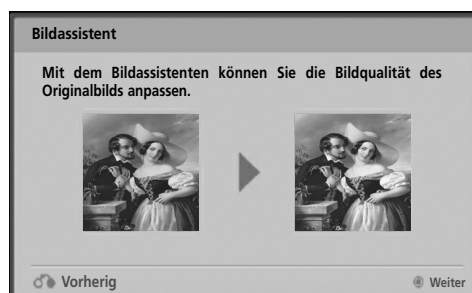 Bildassistent
Mit dem Bildassistenten können Sie die Bildqualität des
Originalbilds anpassen.
Vorherig
Weiter